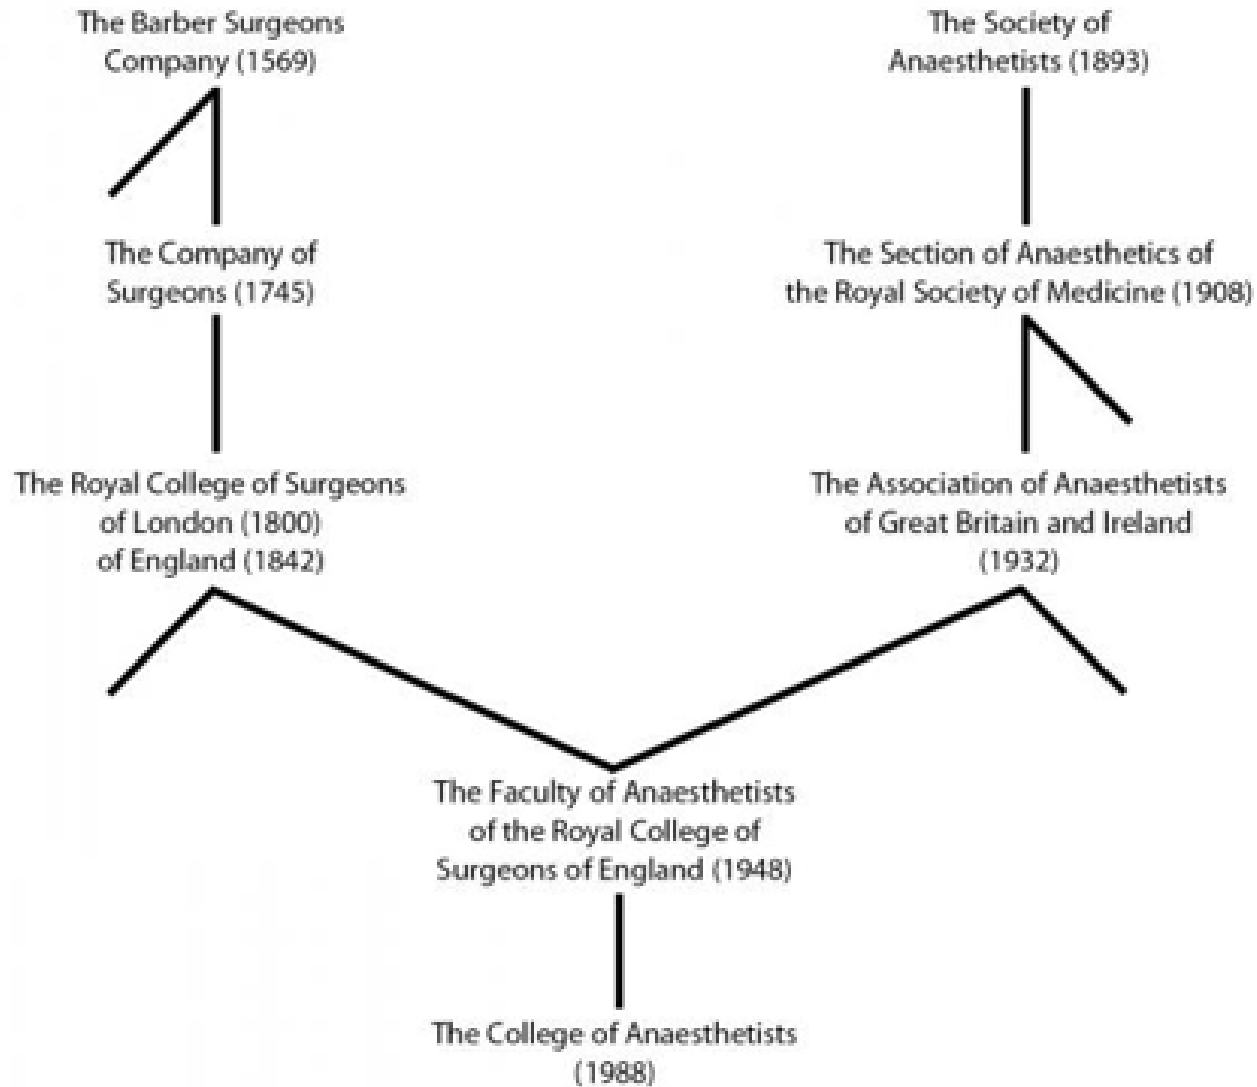 The Barber Surgeons
Company (1569)
The Society of
Anaesthetists (1893)
The Company of
Surgeons (1745)
The Section of Anaesthetics of
the Royal Society of Medicine (1908)
The Royal College of Surgeons
of London (1800)
of England (1842)
The Association of Anaesthetists
of Great Britain and Ireland
(1932)
The Faculty of Anaesthetists
of the Royal College of
Surgeons of England (1948)
The College of Anaesthetists
(1988)